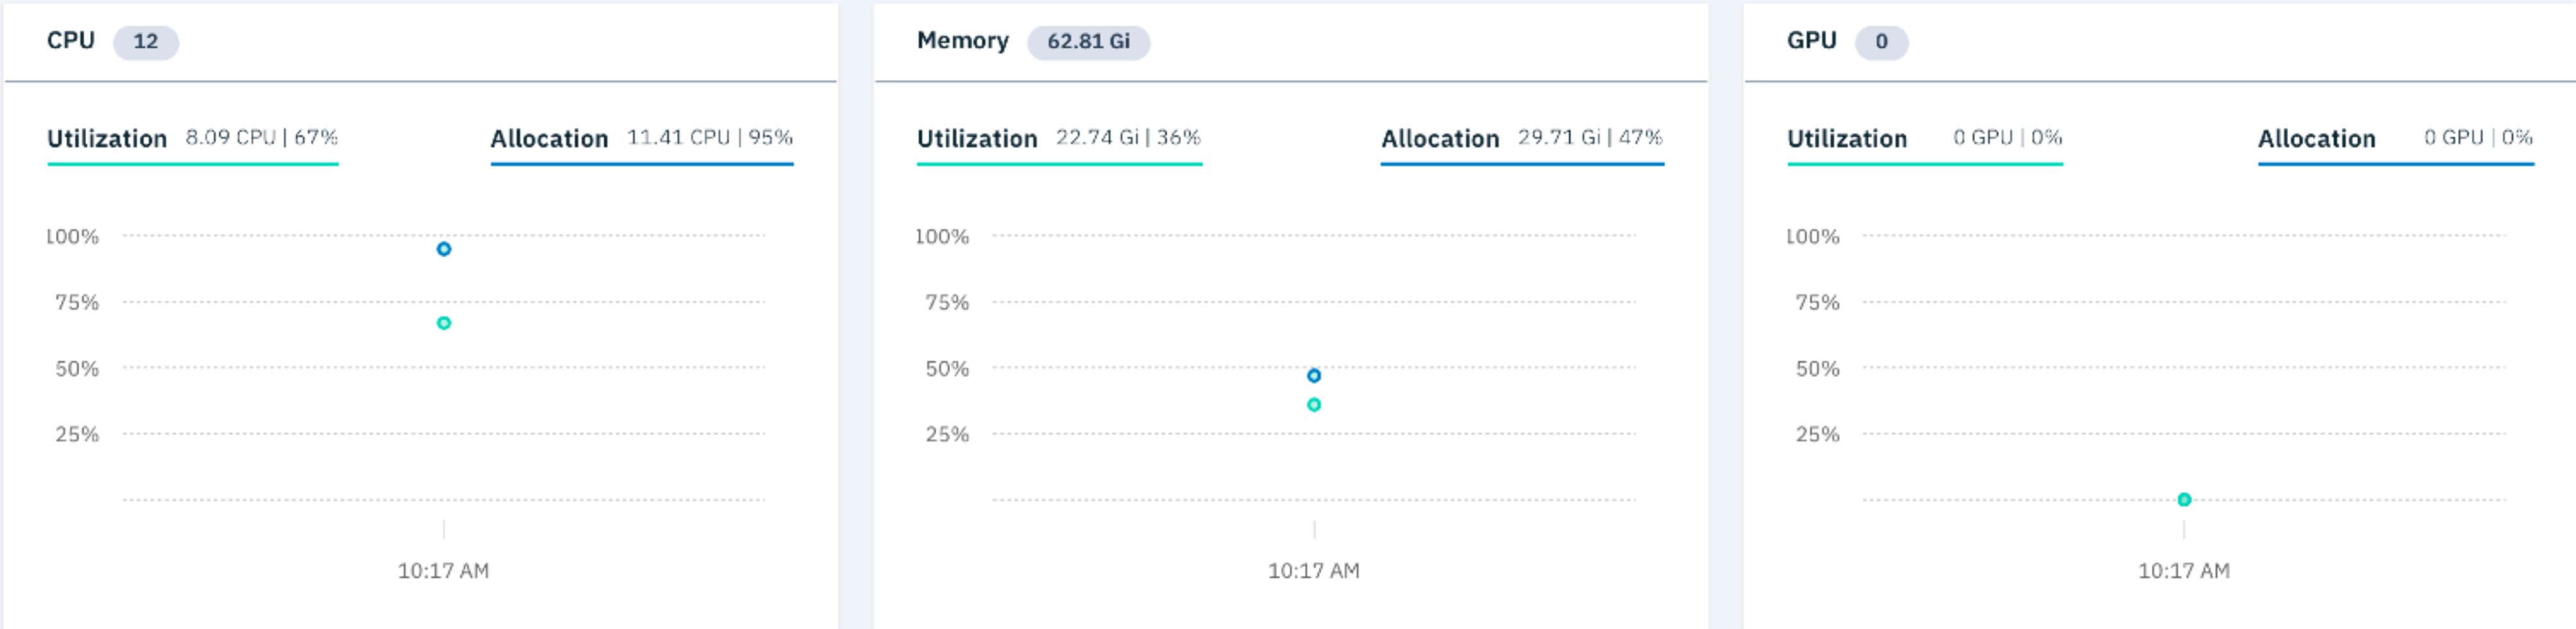 CPU 12
Utilization 8.09 CPU | 67% Allocation 11.41 CPU | 95%
100%
75%
50%
25%
10:17 AM
Memory 62.81 Gi
Utilization 22.74 Gi | 36% Allocation 29.71 Gi | 47%
100%
75%
50%
25%
10:17 AM
GPU 0
Utilization 0 GPU | 0% Allocation 0 GPU | 0%
100%
75%
50%
25%
10:17 AM